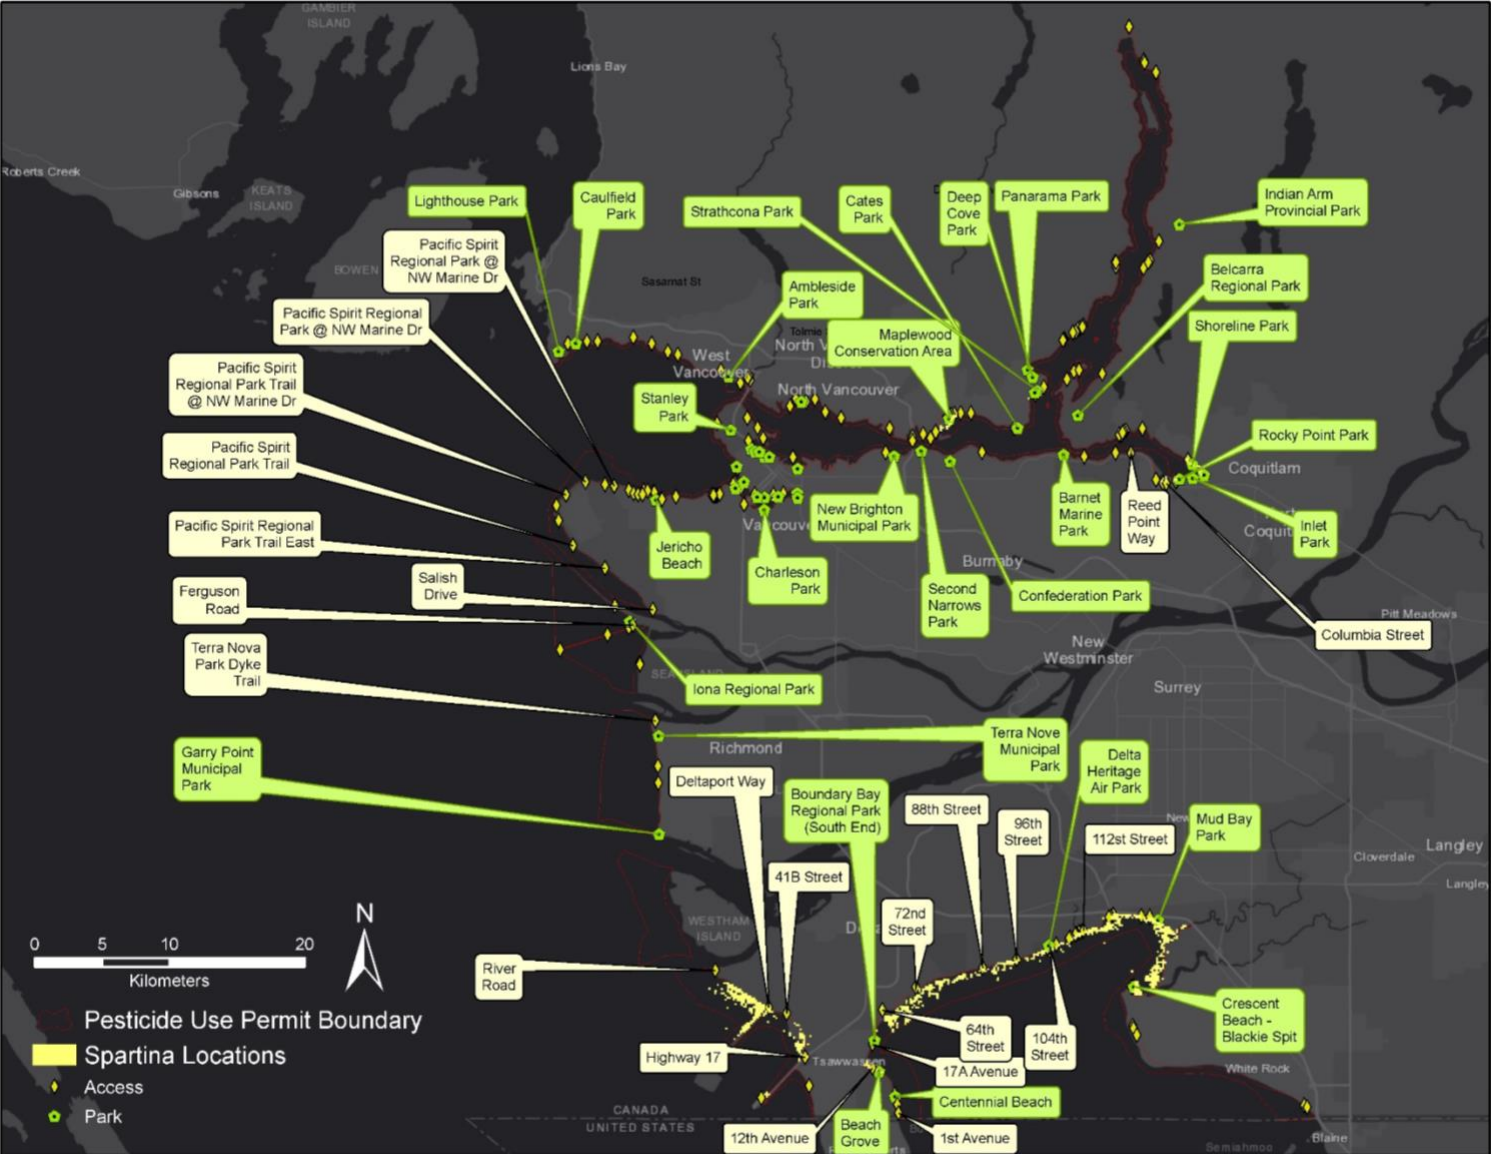 GAMBIER
ISLAND
Lions Bay
Roberts Creek
Gibsons
KEATS
ISLAND
BOWEN
Lighthouse Park
Caulfield
Park
Strathcona Park
Cates
Park
Deep
Cove
Park
Panarama Park
Indian Arm
Provincial Park
Pacific Spirit
Regional Park @
NW Marine Dr
Sasamat St
Ambleside
Park
Belcarra
Regional Park
Pacific Spirit Regional
Park @ NW Marine Dr
Maplewood
Conservation Area
Shoreline Park
West
Vancouver
North Vancouver
Pacific Spirit
Regional Park Trail
@ NW Marine Dr
Stanley
Park
Rocky Point Park
Coquitlam
Pacific Spirit
Regional Park Trail
New Brighton
Municipal Park
Barnet
Marine
Park
Reed
Point
Way
Inlet
Park
Pacific Spirit Regional
Park Trail East
Jericho
Beach
Charleson
Park
Burnaby
Second
Narrows
Park
Confederation Park
Ferguson
Road
Salish
Drive
Pitt Meadows
Columbia Street
Terra Nova
Park Dyke
Trail
New
Westminster
Iona Regional Park
Surrey
Garry Point
Municipal
Park
Richmond
Terra Nove
Municipal
Park
Delta
Heritage
Air Park
Deltaport Way
Boundary Bay
Regional Park
(South End)
88th Street
96th
Street
112st Street
Mud Bay
Park
Langley
Cloverdale
Langley
41B Street
72nd
Street
WESTHAM
ISLAND
N
0 5 10 20
Kilometers
River
Road
Crescent
Beach -
Blackie Spit
64th
Street
104th
Street
Pesticide Use Permit Boundary
Spartina Locations
Access
Park
Highway 17
Tsawwassen
17A Avenue
White Rock
Centennial Beach
CANADA
UNITED STATES
12th Avenue
Beach
Grove
1st Avenue
Blaine
Semiahmoo